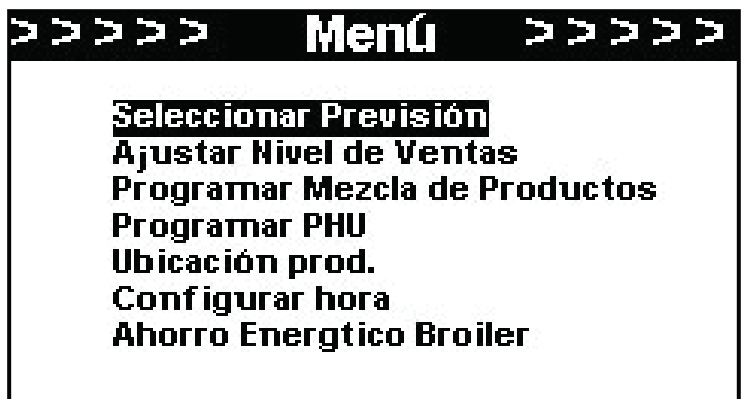 >>>>> Menú >>>>>
Seleccionar Previsión
Ajustar Nivel de Ventas
Programar Mezcla de Productos
Programar PHU
Ubicación prod.
Configurar hora
Ahorro Energtico Broiler